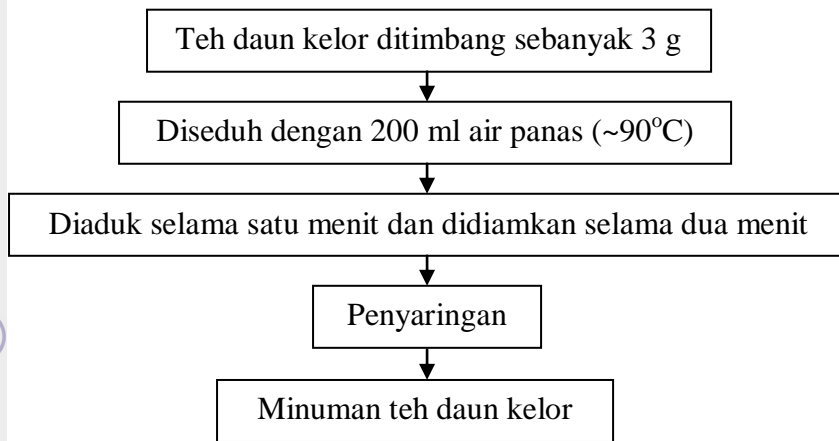 Teh daun kelor ditimbang sebanyak 3 g
Diseduh dengan 200 ml air panas (~90°C)
Diaduk selama satu menit dan didiamkan selama dua menit
Penyaringan
Minuman teh daun kelor